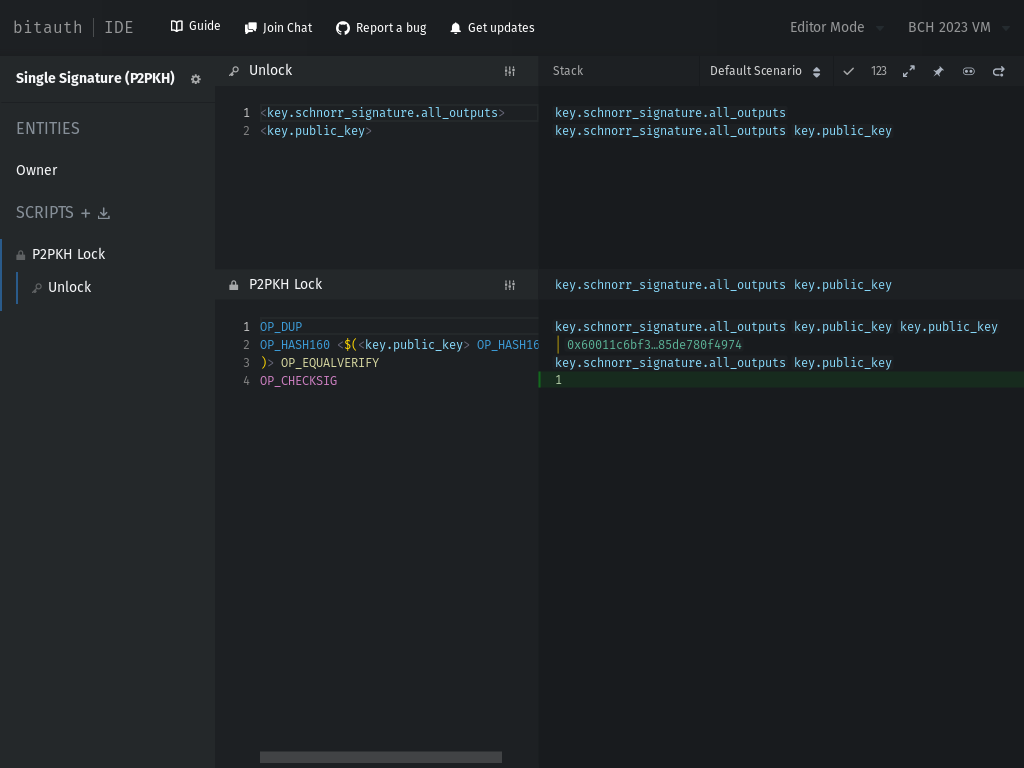 bitauth | IDE
Guide
Join Chat
Report a bug
Get updates
Editor Mode
BCH 2023 VM
Single Signature (P2PKH)
ENTITIES
Owner
SCRIPTS +
P2PKH Lock
Unlock
Unlock
1 <key.schnorr_signature.all_outputs>
2 <key.public_key>
Stack
Default Scenario
123
key.schnorr_signature.all_outputs
key.schnorr_signature.all_outputs key.public_key
P2PKH Lock
1 OP_DUP
2 OP_HASH160 <$(<key.public_key> OP_HASH16
3 )> OP_EQUALVERIFY
4 OP_CHECKSIG
key.schnorr_signature.all_outputs key.public_key
key.schnorr_signature.all_outputs key.public_key key.public_key
0x60011c6bf3…85de780f4974
key.schnorr_signature.all_outputs key.public_key
1